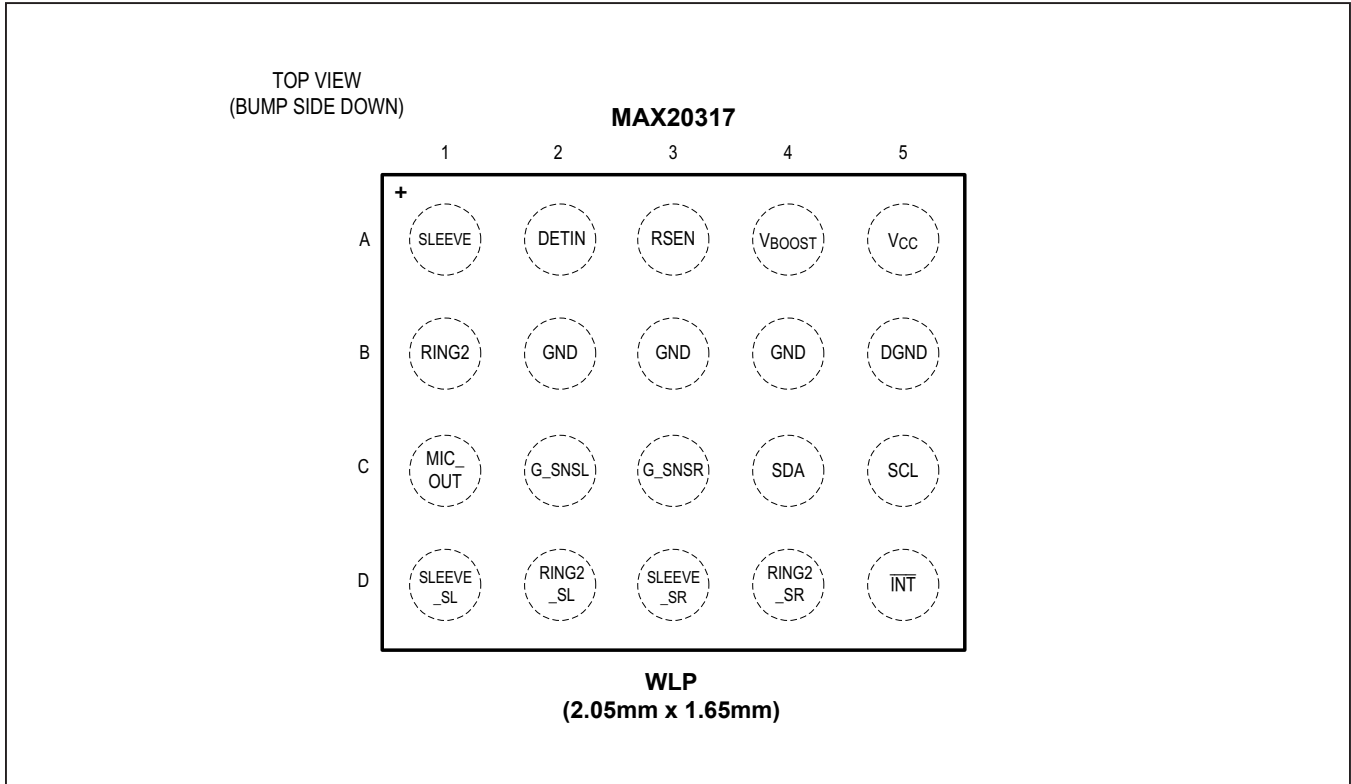 TOP VIEW
(BUMP SIDE DOWN)
MAX20317
1 2 3 4 5
+
A SLEEVE DETIN RSEN VBOOST VCC
B RING2 GND GND GND DGND
C MIC_
OUT G_SNSL G_SNSR SDA SCL
D SLEEVE
_SL RING2
_SL SLEEVE
_SR RING2
_SR INT
WLP
(2.05mm x 1.65mm)